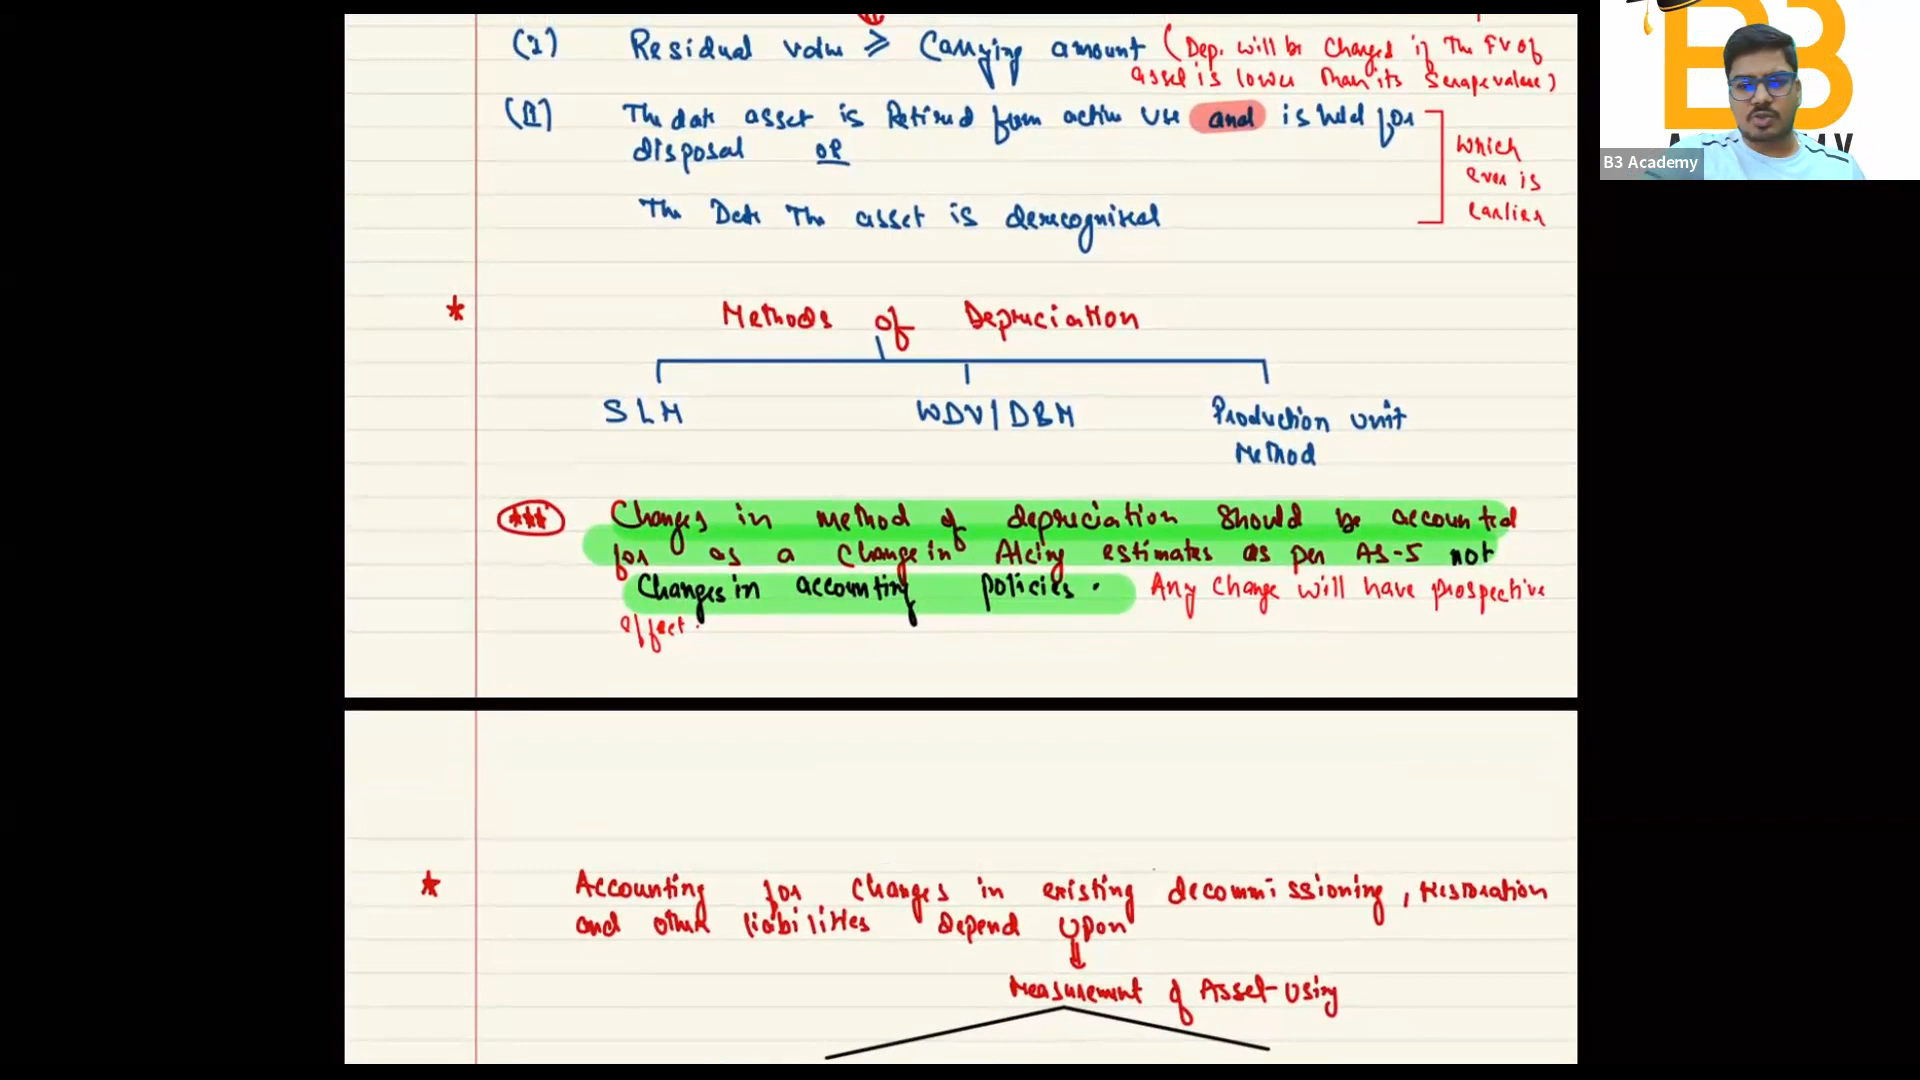 (I) Residual value ≥ Carrying amount (Dep. will be Charged if The FV of
asset is lower than its Scrape value)
(II) The date asset is Retired from active use and is held for
disposal or
The Date The asset is derecognised
which
ever is
earlier
* Methods of Depreciation
SLM WDV/DBM Production unit
Method
*** Changes in method of depreciation should be accounted
for as a change in A/cing estimates as per AS-5 not
Changes in accounting policies. Any change will have prospective
effect.
* Accounting for changes in existing decommissioning, restoration
and other liabilities depend upon
Measurement of Asset using
B3
B3 Academy